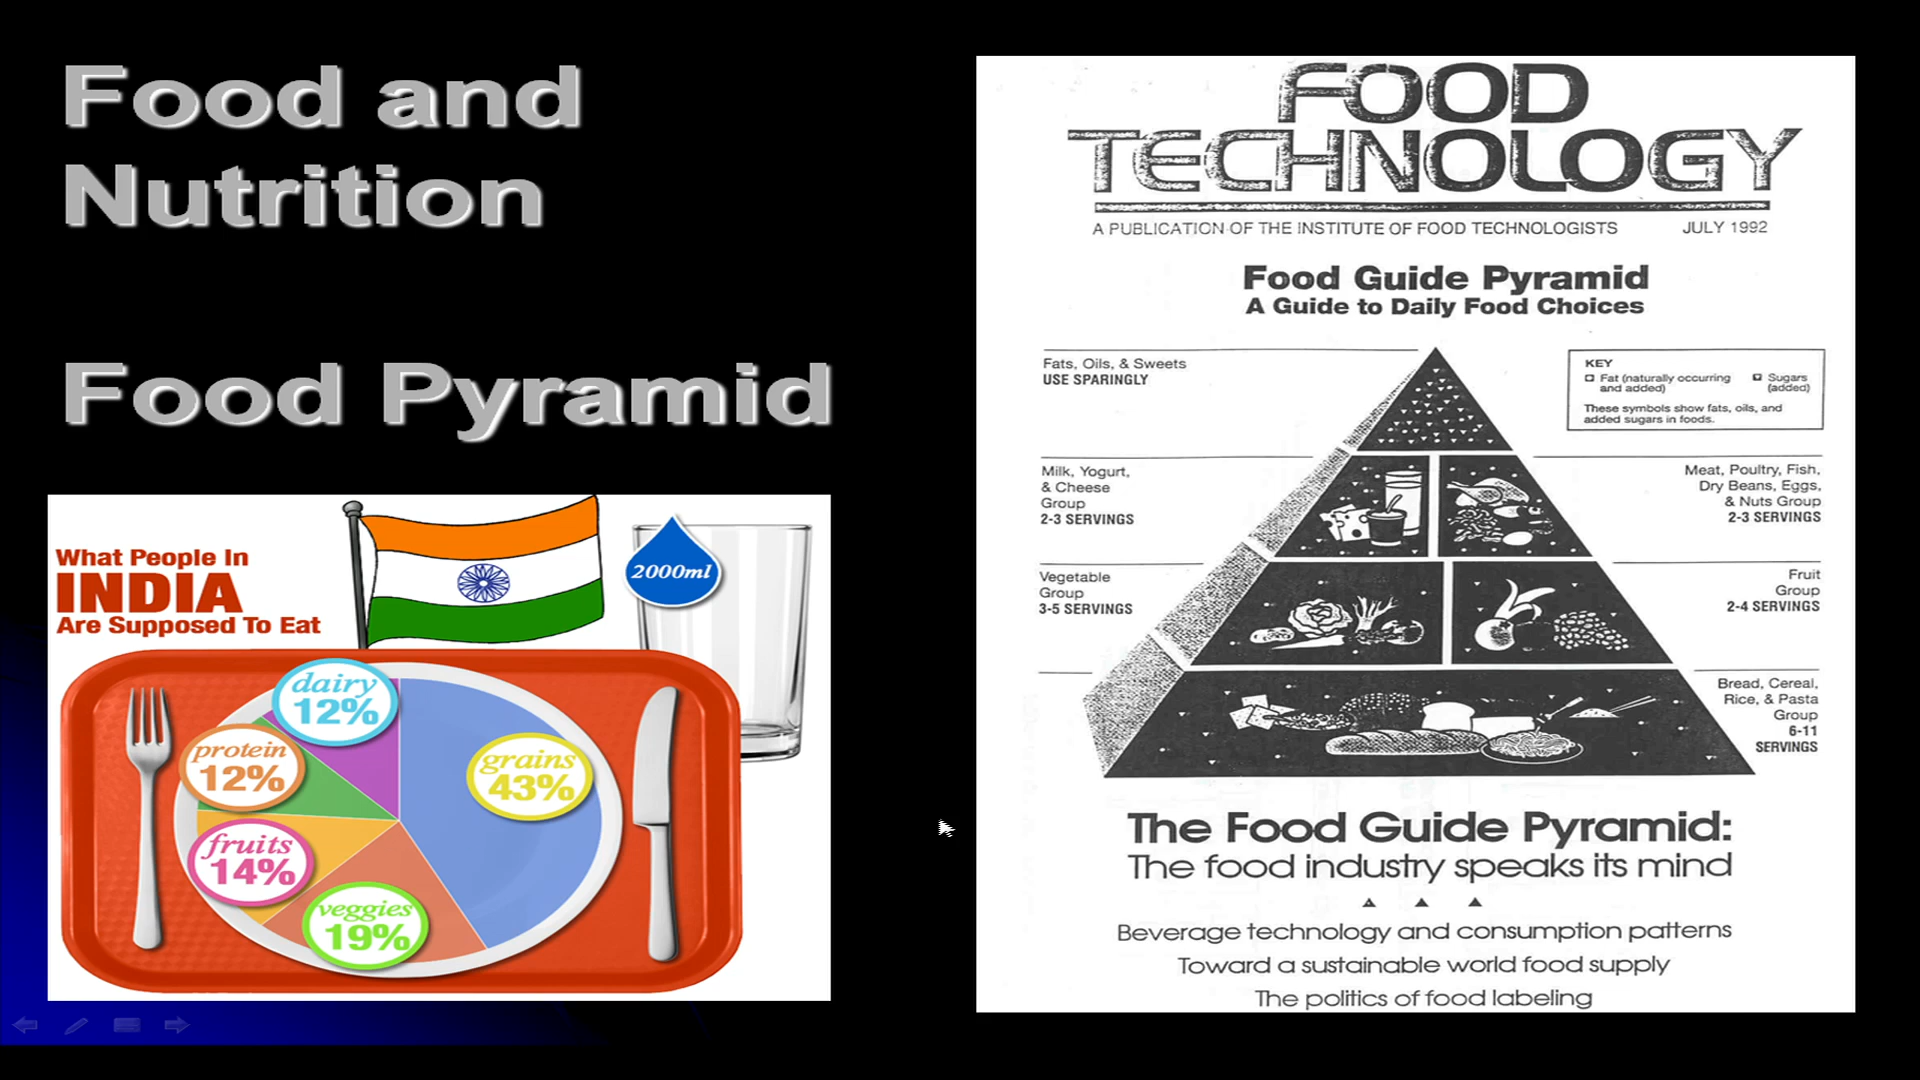 Food and
Nutrition
Food Pyramid
What People In
INDIA
Are Supposed To Eat
2000ml
dairy
12%
protein
12%
grains
43%
fruits
14%
veggies
19%
FOOD
TECHNOLOGY
A PUBLICATION OF THE INSTITUTE OF FOOD TECHNOLOGISTS JULY 1992
Food Guide Pyramid
A Guide to Daily Food Choices
Fats, Oils, & Sweets
USE SPARINGLY
KEY
Fat (naturally occurring
and added)
Sugars
(added)
These symbols show fats, oils, and
added sugars in foods.
Milk, Yogurt,
& Cheese
Group
2-3 SERVINGS
Meat, Poultry, Fish,
Dry Beans, Eggs,
& Nuts Group
2-3 SERVINGS
Vegetable
Group
3-5 SERVINGS
Fruit
Group
2-4 SERVINGS
Bread, Cereal,
Rice, & Pasta
Group
6-11
SERVINGS
The Food Guide Pyramid:
The food industry speaks its mind
Beverage technology and consumption patterns
Toward a sustainable world food supply
The politics of food labeling